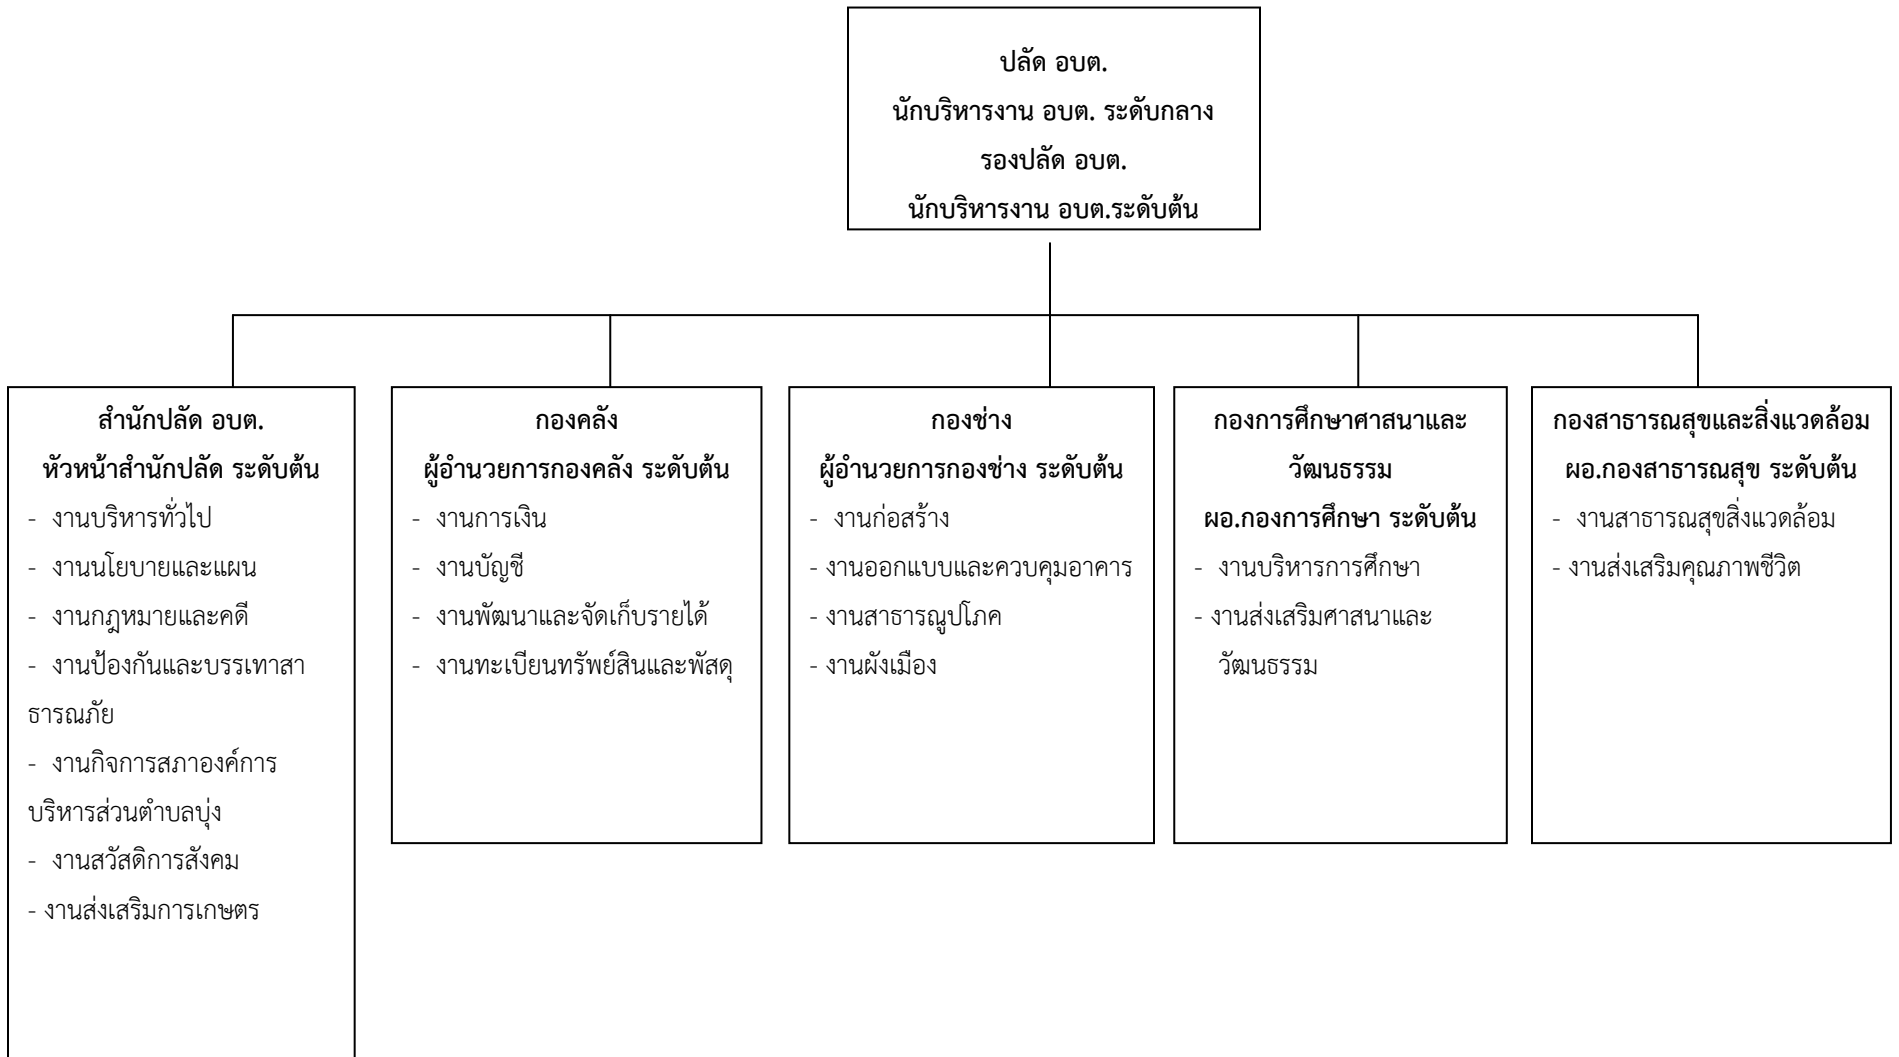 ปลัด อบต.
นักบริหารงาน อบต. ระดับกลาง
รองปลัด อบต.
นักบริหารงาน อบต.ระดับต้น
สำนักปลัด อบต.
หัวหน้าสำนักปลัด ระดับต้น
- งานบริหารทั่วไป
- งานนโยบายและแผน
- งานกฎหมายและคดี
- งานป้องกันและบรรเทาสา
ธารณภัย
- งานกิจการสภาองค์การ
บริหารส่วนตำบลบุ่ง
- งานสวัสดิการสังคม
- งานส่งเสริมการเกษตร
กองคลัง
ผู้อำนวยการกองคลัง ระดับต้น
- งานการเงิน
- งานบัญชี
- งานพัฒนาและจัดเก็บรายได้
- งานทะเบียนทรัพย์สินและพัสดุ
กองช่าง
ผู้อำนวยการกองช่าง ระดับต้น
- งานก่อสร้าง
- งานออกแบบและควบคุมอาคาร
- งานสาธารณูปโภค
- งานผังเมือง
กองการศึกษาศาสนาและ
วัฒนธรรม
ผอ.กองการศึกษา ระดับต้น
- งานบริหารการศึกษา
- งานส่งเสริมศาสนาและ
วัฒนธรรม
กองสาธารณสุขและสิ่งแวดล้อม
ผอ.กองสาธารณสุข ระดับต้น
- งานสาธารณสุขสิ่งแวดล้อม
- งานส่งเสริมคุณภาพชีวิต